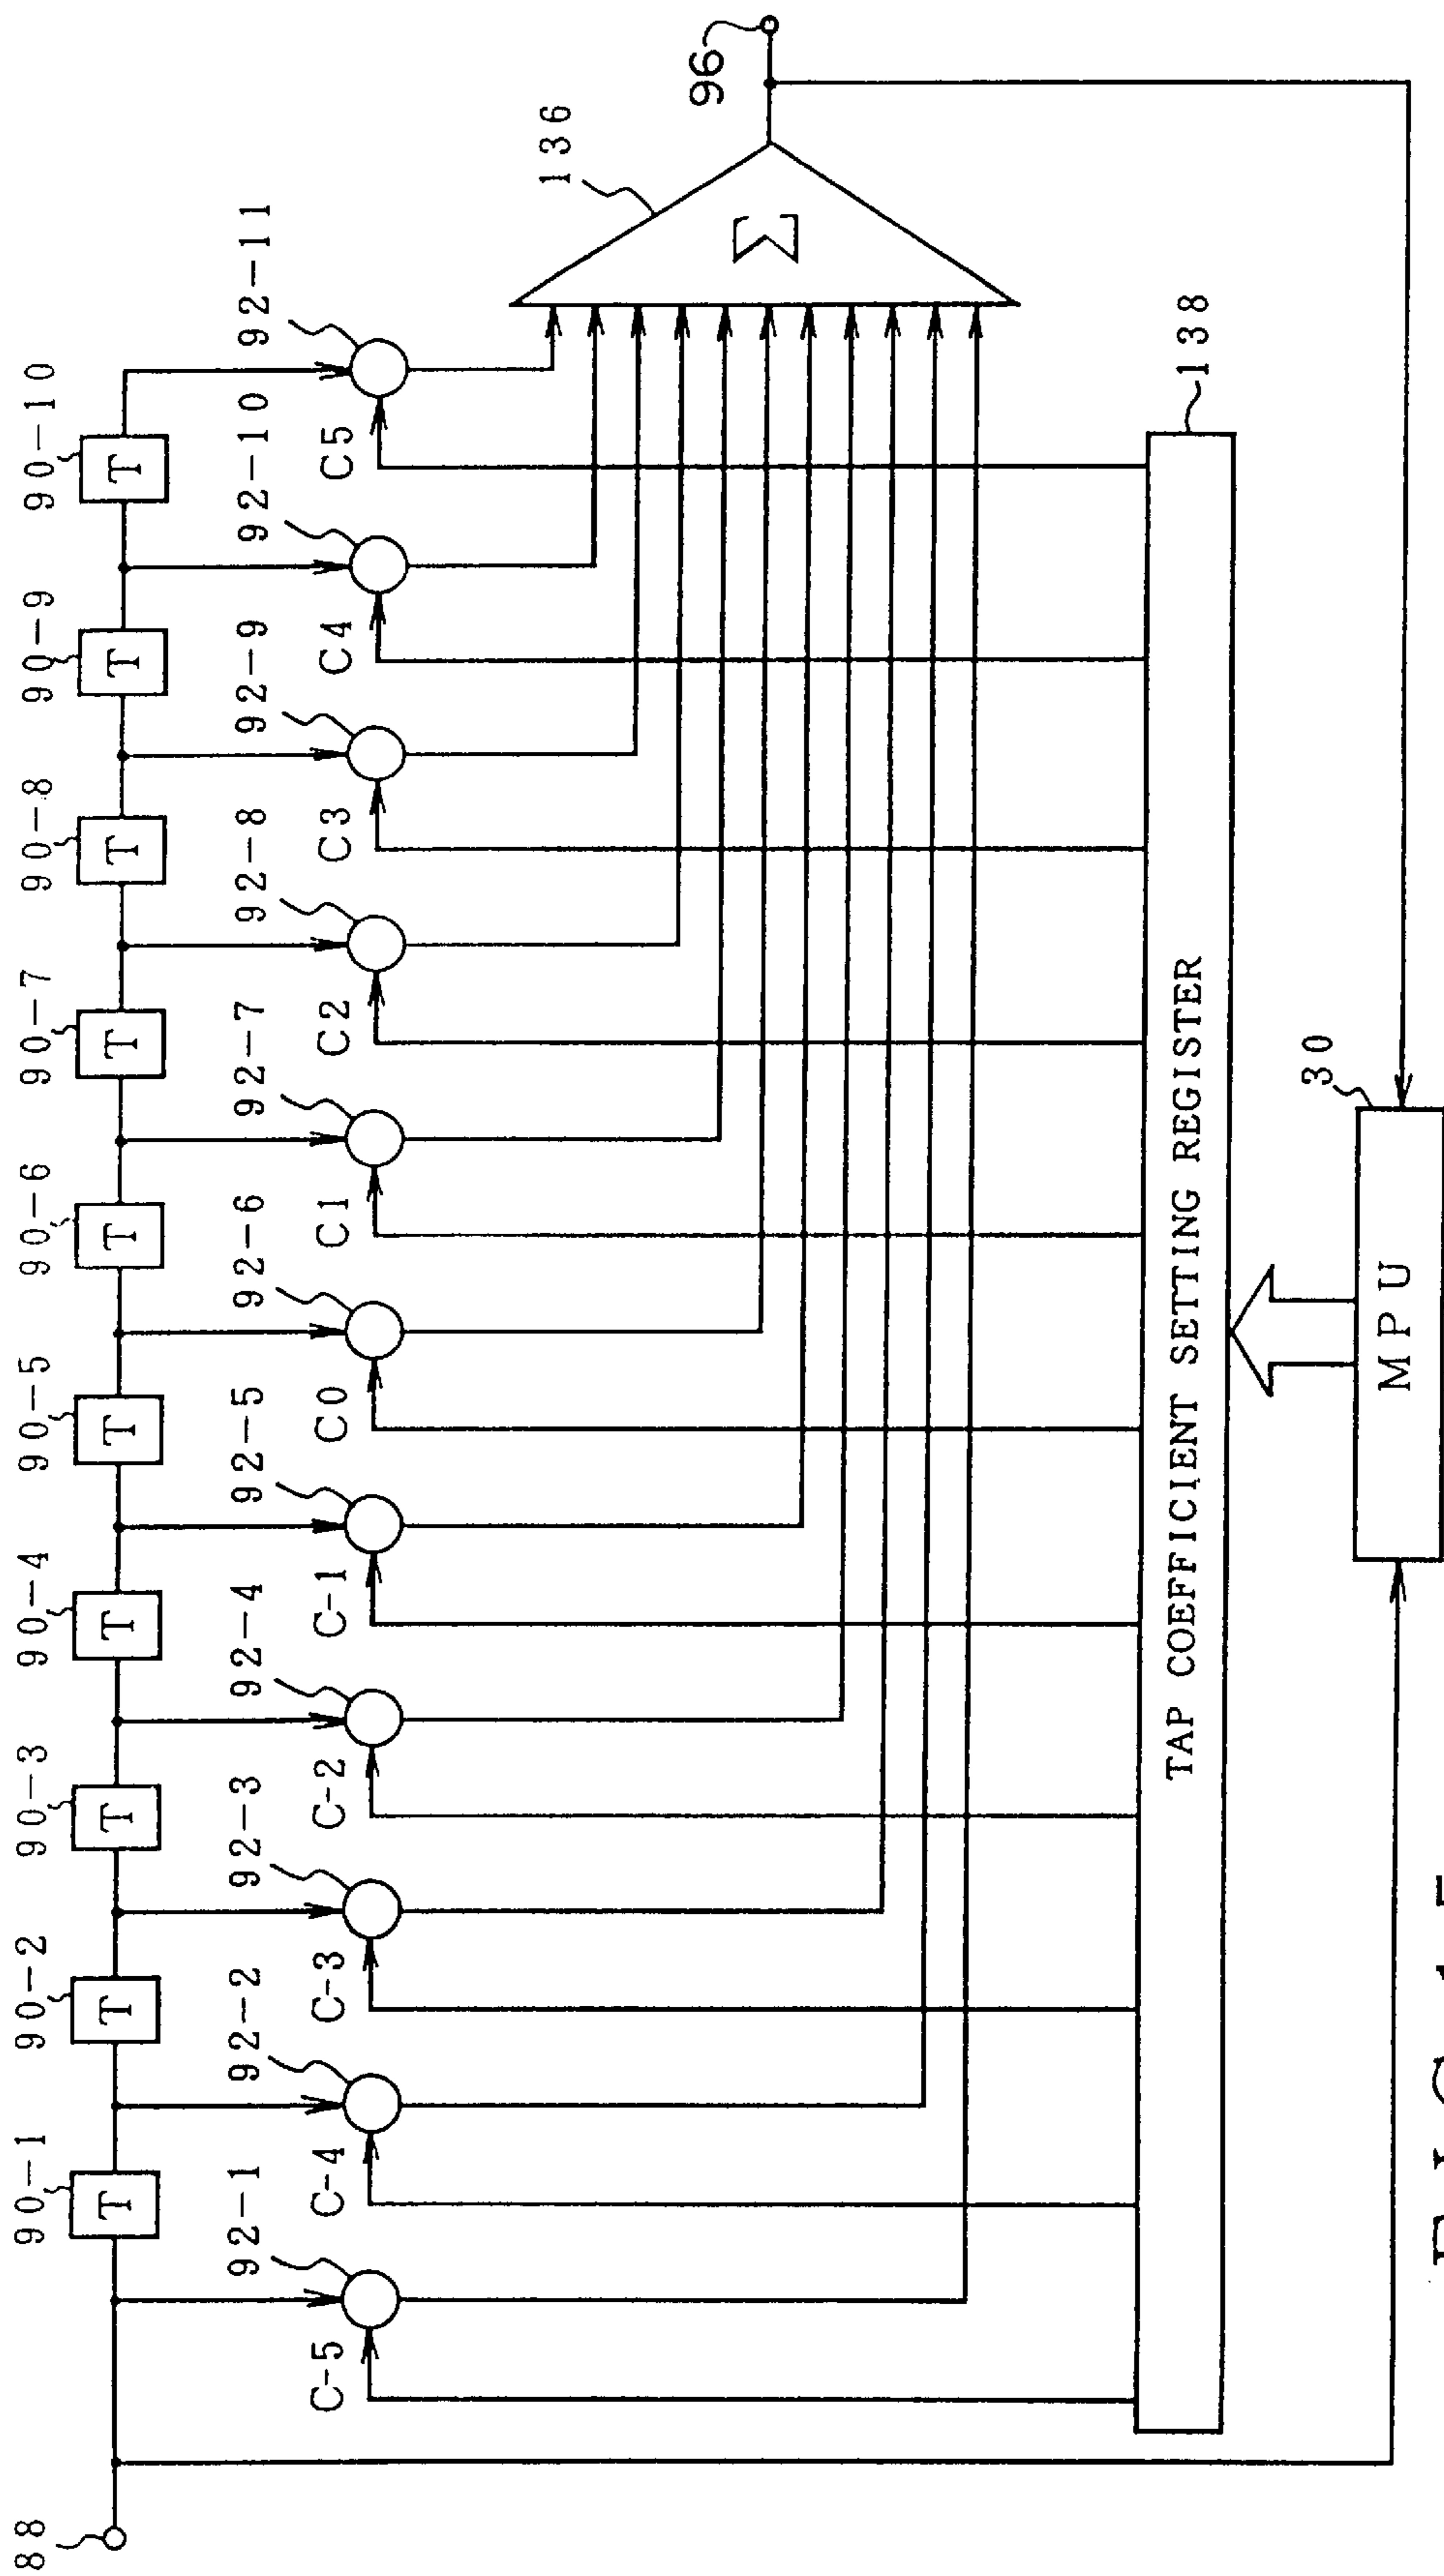 88
90-1
90-2
90-3
90-4
90-5
90-6
90-7
90-8
90-9
90-10
T
T
T
T
T
T
T
T
T
T
92-1
92-2
92-3
92-4
92-5
92-6
92-7
92-8
92-9
92-10
92-11
C-5
C-4
C-3
C-2
C-1
C0
C1
C2
C3
C4
C5
136
Σ
96
138
TAP COEFFICIENT SETTING REGISTER
30
MPU